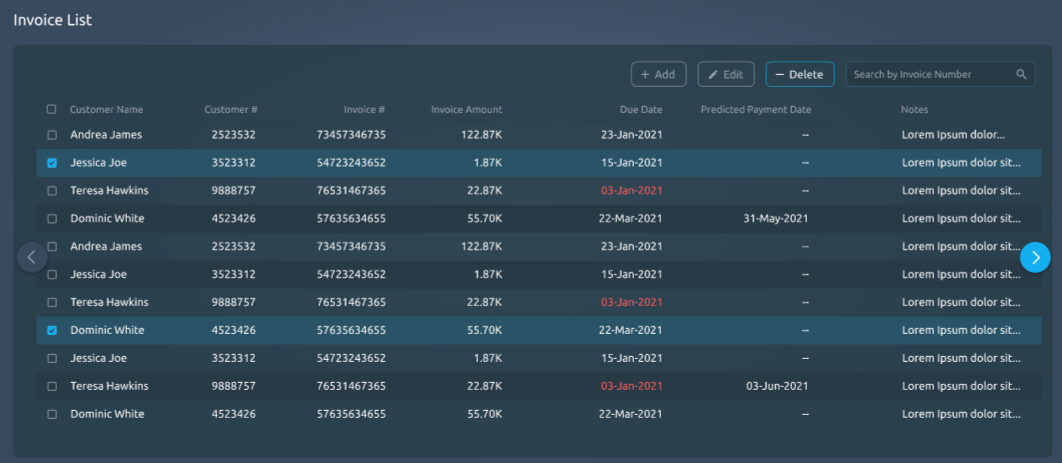 Invoice List
+ Add Edit − Delete Search by Invoice Number
Customer Name Customer # Invoice # Invoice Amount Due Date Predicted Payment Date Notes
Andrea James 2523532 73457346735 122.87K 23-Jan-2021 -- Lorem Ipsum dolor...
Jessica Joe 3523312 54723243652 1.87K 15-Jan-2021 -- Lorem Ipsum dolor sit...
Teresa Hawkins 9888757 76531467365 22.87K 03-Jan-2021 -- Lorem Ipsum dolor sit...
Dominic White 4523426 57635634655 55.70K 22-Mar-2021 31-May-2021 Lorem Ipsum dolor sit...
Andrea James 2523532 73457346735 122.87K 23-Jan-2021 -- Lorem Ipsum dolor sit...
Jessica Joe 3523312 54723243652 1.87K 15-Jan-2021 -- Lorem Ipsum dolor sit...
Teresa Hawkins 9888757 76531467365 22.87K 03-Jan-2021 -- Lorem Ipsum dolor sit...
Dominic White 4523426 57635634655 55.70K 22-Mar-2021 -- Lorem Ipsum dolor sit...
Jessica Joe 3523312 54723243652 1.87K 15-Jan-2021 -- Lorem Ipsum dolor sit...
Teresa Hawkins 9888757 76531467365 22.87K 03-Jan-2021 03-Jun-2021 Lorem Ipsum dolor sit...
Dominic White 4523426 57635634655 55.70K 22-Mar-2021 -- Lorem Ipsum dolor sit...